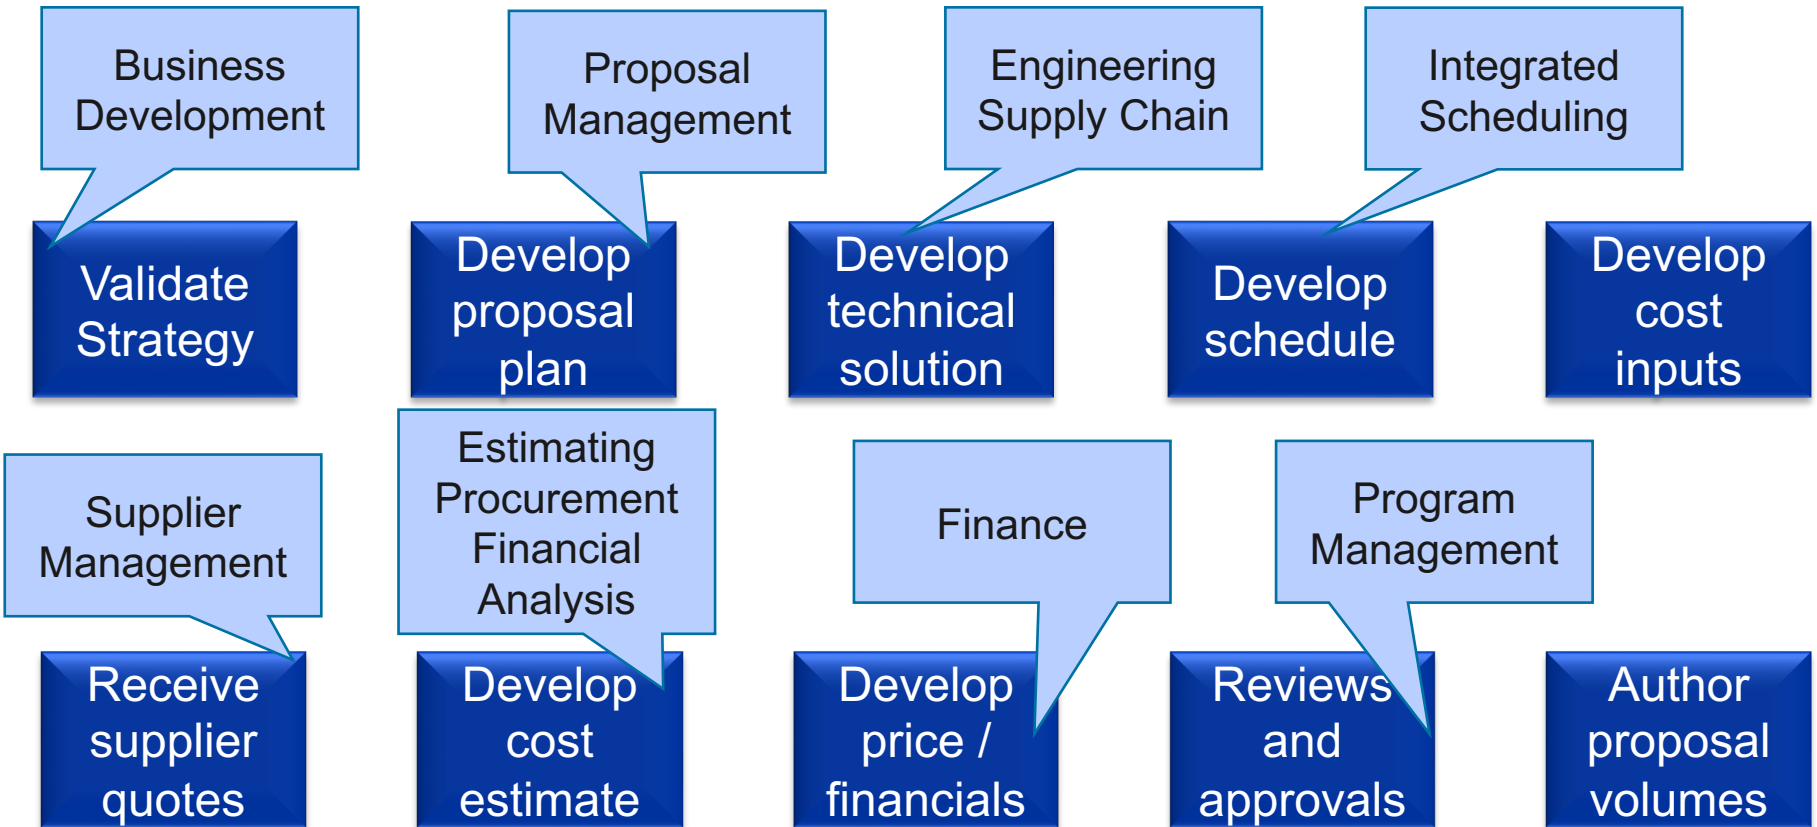 Business
Development
Proposal
Management
Engineering
Supply Chain
Integrated
Scheduling
Validate
Strategy
Develop
proposal
plan
Develop
technical
solution
Develop
schedule
Develop
cost
inputs
Supplier
Management
Estimating
Procurement
Financial
Analysis
Finance
Program
Management
Receive
supplier
quotes
Develop
cost
estimate
Develop
price /
financials
Reviews
and
approvals
Author
proposal
volumes